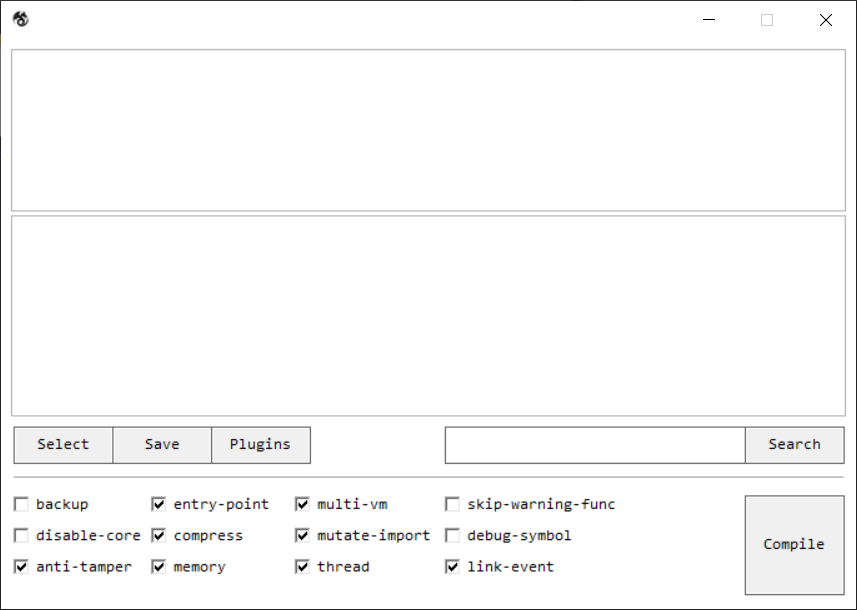 Select Save Plugins Search
backup entry-point multi-vm skip-warning-func
disable-core compress mutate-import debug-symbol
Compile
anti-tamper memory thread link-event